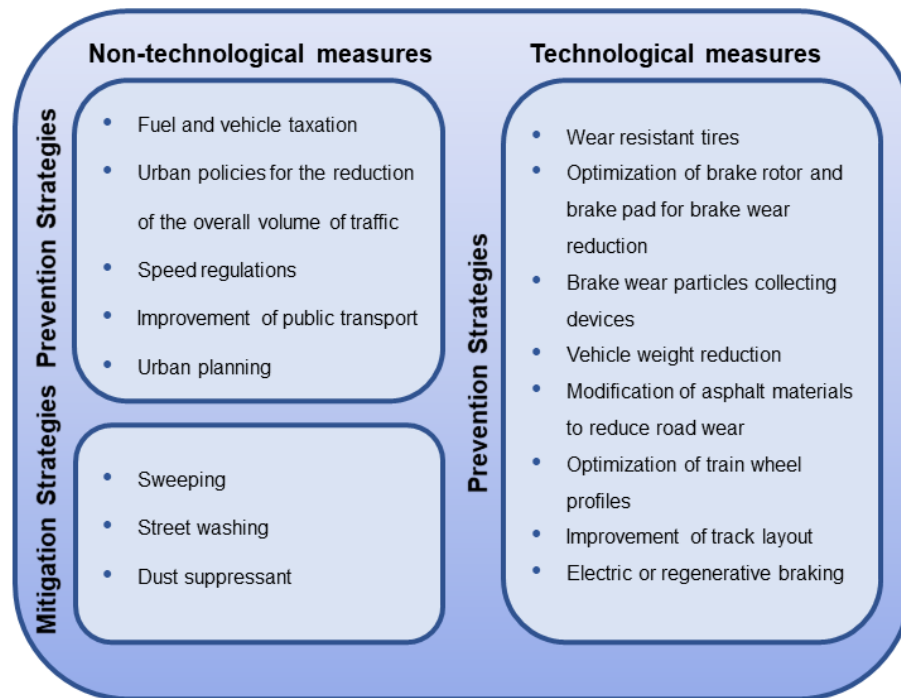 Non-technological measures
Prevention Strategies
• Fuel and vehicle taxation
• Urban policies for the reduction
of the overall volume of traffic
• Speed regulations
• Improvement of public transport
• Urban planning
Mitigation Strategies
• Sweeping
• Street washing
• Dust suppressant
Technological measures
Prevention Strategies
• Wear resistant tires
• Optimization of brake rotor and
brake pad for brake wear
reduction
• Brake wear particles collecting
devices
• Vehicle weight reduction
• Modification of asphalt materials
to reduce road wear
• Optimization of train wheel
profiles
• Improvement of track layout
• Electric or regenerative braking